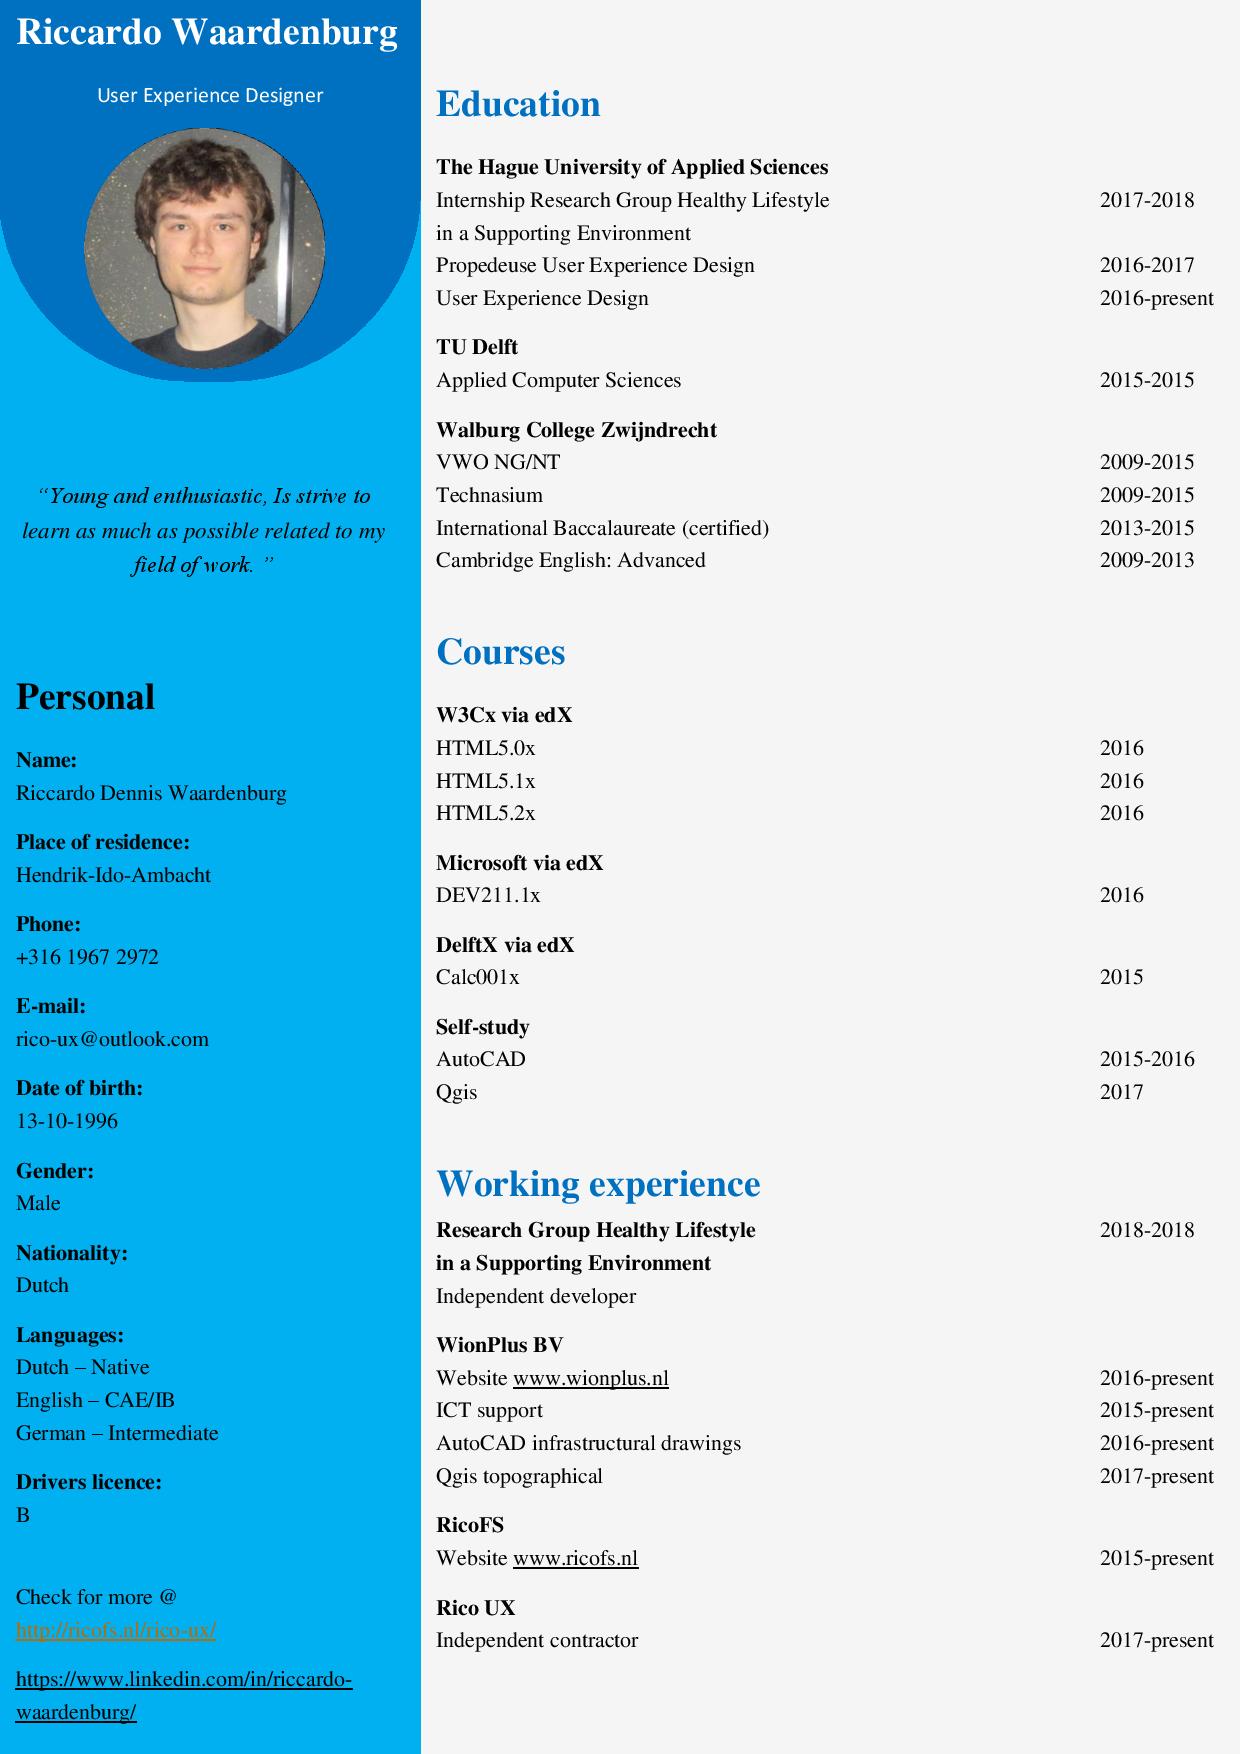 Riccardo Waardenburg
User Experience Designer
“Young and enthusiastic, Is strive to
learn as much as possible related to my
field of work. ”
Personal
Name:
Riccardo Dennis Waardenburg
Place of residence:
Hendrik-Ido-Ambacht
Phone:
+316 1967 2972
E-mail:
rico-ux@outlook.com
Date of birth:
13-10-1996
Gender:
Male
Nationality:
Dutch
Languages:
Dutch – Native
English – CAE/IB
German – Intermediate
Drivers licence:
B
Check for more @
http://ricofs.nl/rico-ux/
https://www.linkedin.com/in/riccardo-
waardenburg/
Education
The Hague University of Applied Sciences
Internship Research Group Healthy Lifestyle 2017-2018
in a Supporting Environment
Propedeuse User Experience Design 2016-2017
User Experience Design 2016-present
TU Delft
Applied Computer Sciences 2015-2015
Walburg College Zwijndrecht
VWO NG/NT 2009-2015
Technasium 2009-2015
International Baccalaureate (certified) 2013-2015
Cambridge English: Advanced 2009-2013
Courses
W3Cx via edX
HTML5.0x 2016
HTML5.1x 2016
HTML5.2x 2016
Microsoft via edX
DEV211.1x 2016
DelftX via edX
Calc001x 2015
Self-study
AutoCAD 2015-2016
Qgis 2017
Working experience
Research Group Healthy Lifestyle 2018-2018
in a Supporting Environment
Independent developer
WionPlus BV
Website www.wionplus.nl 2016-present
ICT support 2015-present
AutoCAD infrastructural drawings 2016-present
Qgis topographical 2017-present
RicoFS
Website www.ricofs.nl 2015-present
Rico UX
Independent contractor 2017-present